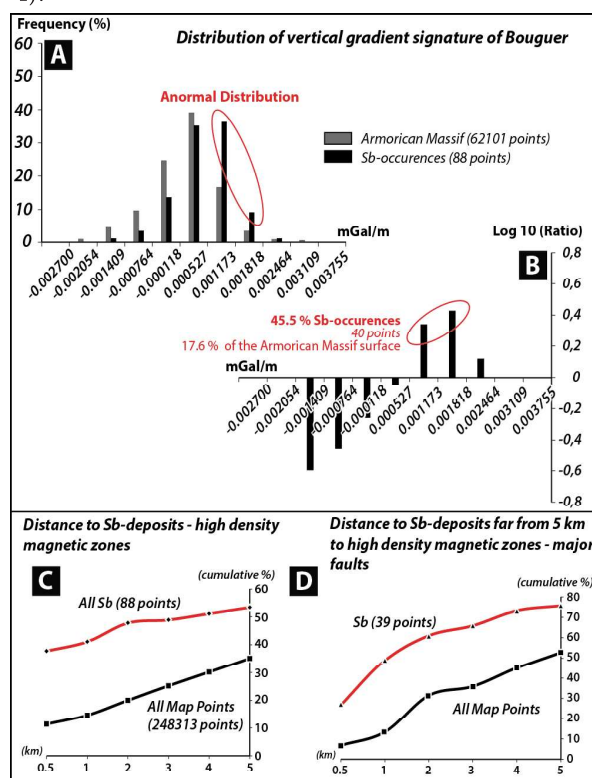 Frequency (%)
Distribution of vertical gradient signature of Bouguer
A
60
50
40
30
20
10
0
Anormal Distribution
Armorican Massif (62101 points)
Sb-occurences (88 points)
mGal/m
-0.002700
-0.002054
-0.001409
-0.000764
-0.000118
0.000527
0.001173
0.001818
0.002464
0.003109
0.003755
Log 10 (Ratio)
B
0,8
0,6
0,4
0,2
0
-0,2
-0,4
-0,6
-0,8
45.5 % Sb-occurences
40 points
17.6 % of the Armorican Massif surface
mGal/m
-0.002700
-0.002054
-0.001409
-0.000764
-0.000118
0.000527
0.001173
0.001818
0.002464
0.003109
0.003755
Distance to Sb-deposits - high density
magnetic zones
C
(cumulative %)
All Sb (88 points)
All Map Points
(248313 points)
60
50
40
30
20
10
0
(km)
0.5 1 2 3 4 5
Distance to Sb-deposits far from 5 km
to high density magnetic zones - major
faults
D
(cumulative %)
Sb (39 points)
All Map Points
80
70
60
50
40
30
20
10
0
(km)
0.5 1 2 3 4 5